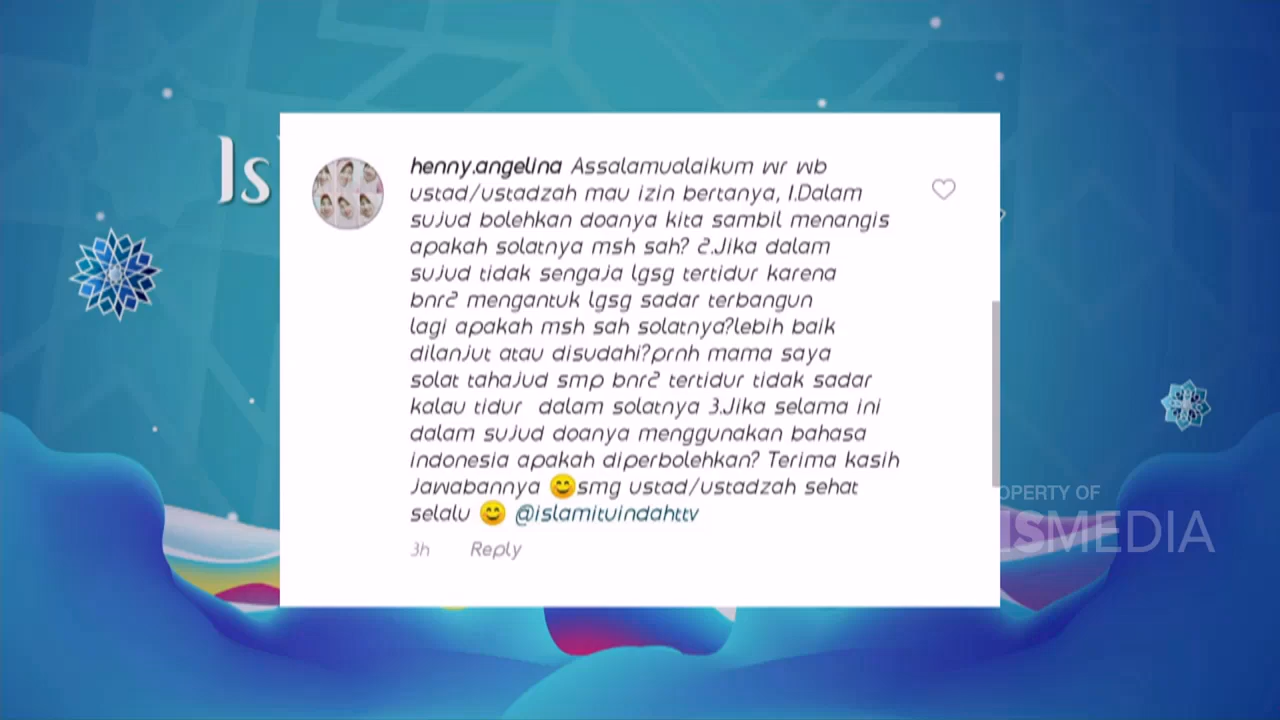 Is
henny.angelina Assalamualaikum wr wb
ustad/ustadzah mau izin bertanya, 1.Dalam
sujud bolehkan doanya kita sambil menangis
apakah solatnya msh sah? 2.Jika dalam
sujud tidak sengaja lgsg tertidur karena
bnr2 mengantuk lgsg sadar terbangun
lagi apakah msh sah solatnya?lebih baik
dilanjut atau disudahi?prnh mama saya
solat tahajud smp bnr2 tertidur tidak sadar
kalau tidur dalam solatnya 3.Jika selama ini
dalam sujud doanya menggunakan bahasa
indonesia apakah diperbolehkan? Terima kasih
Jawabannya 😊smg ustad/ustadzah sehat
selalu 😊 @islamituindahttv
3h Reply
OPERTY OF
ISMEDIA